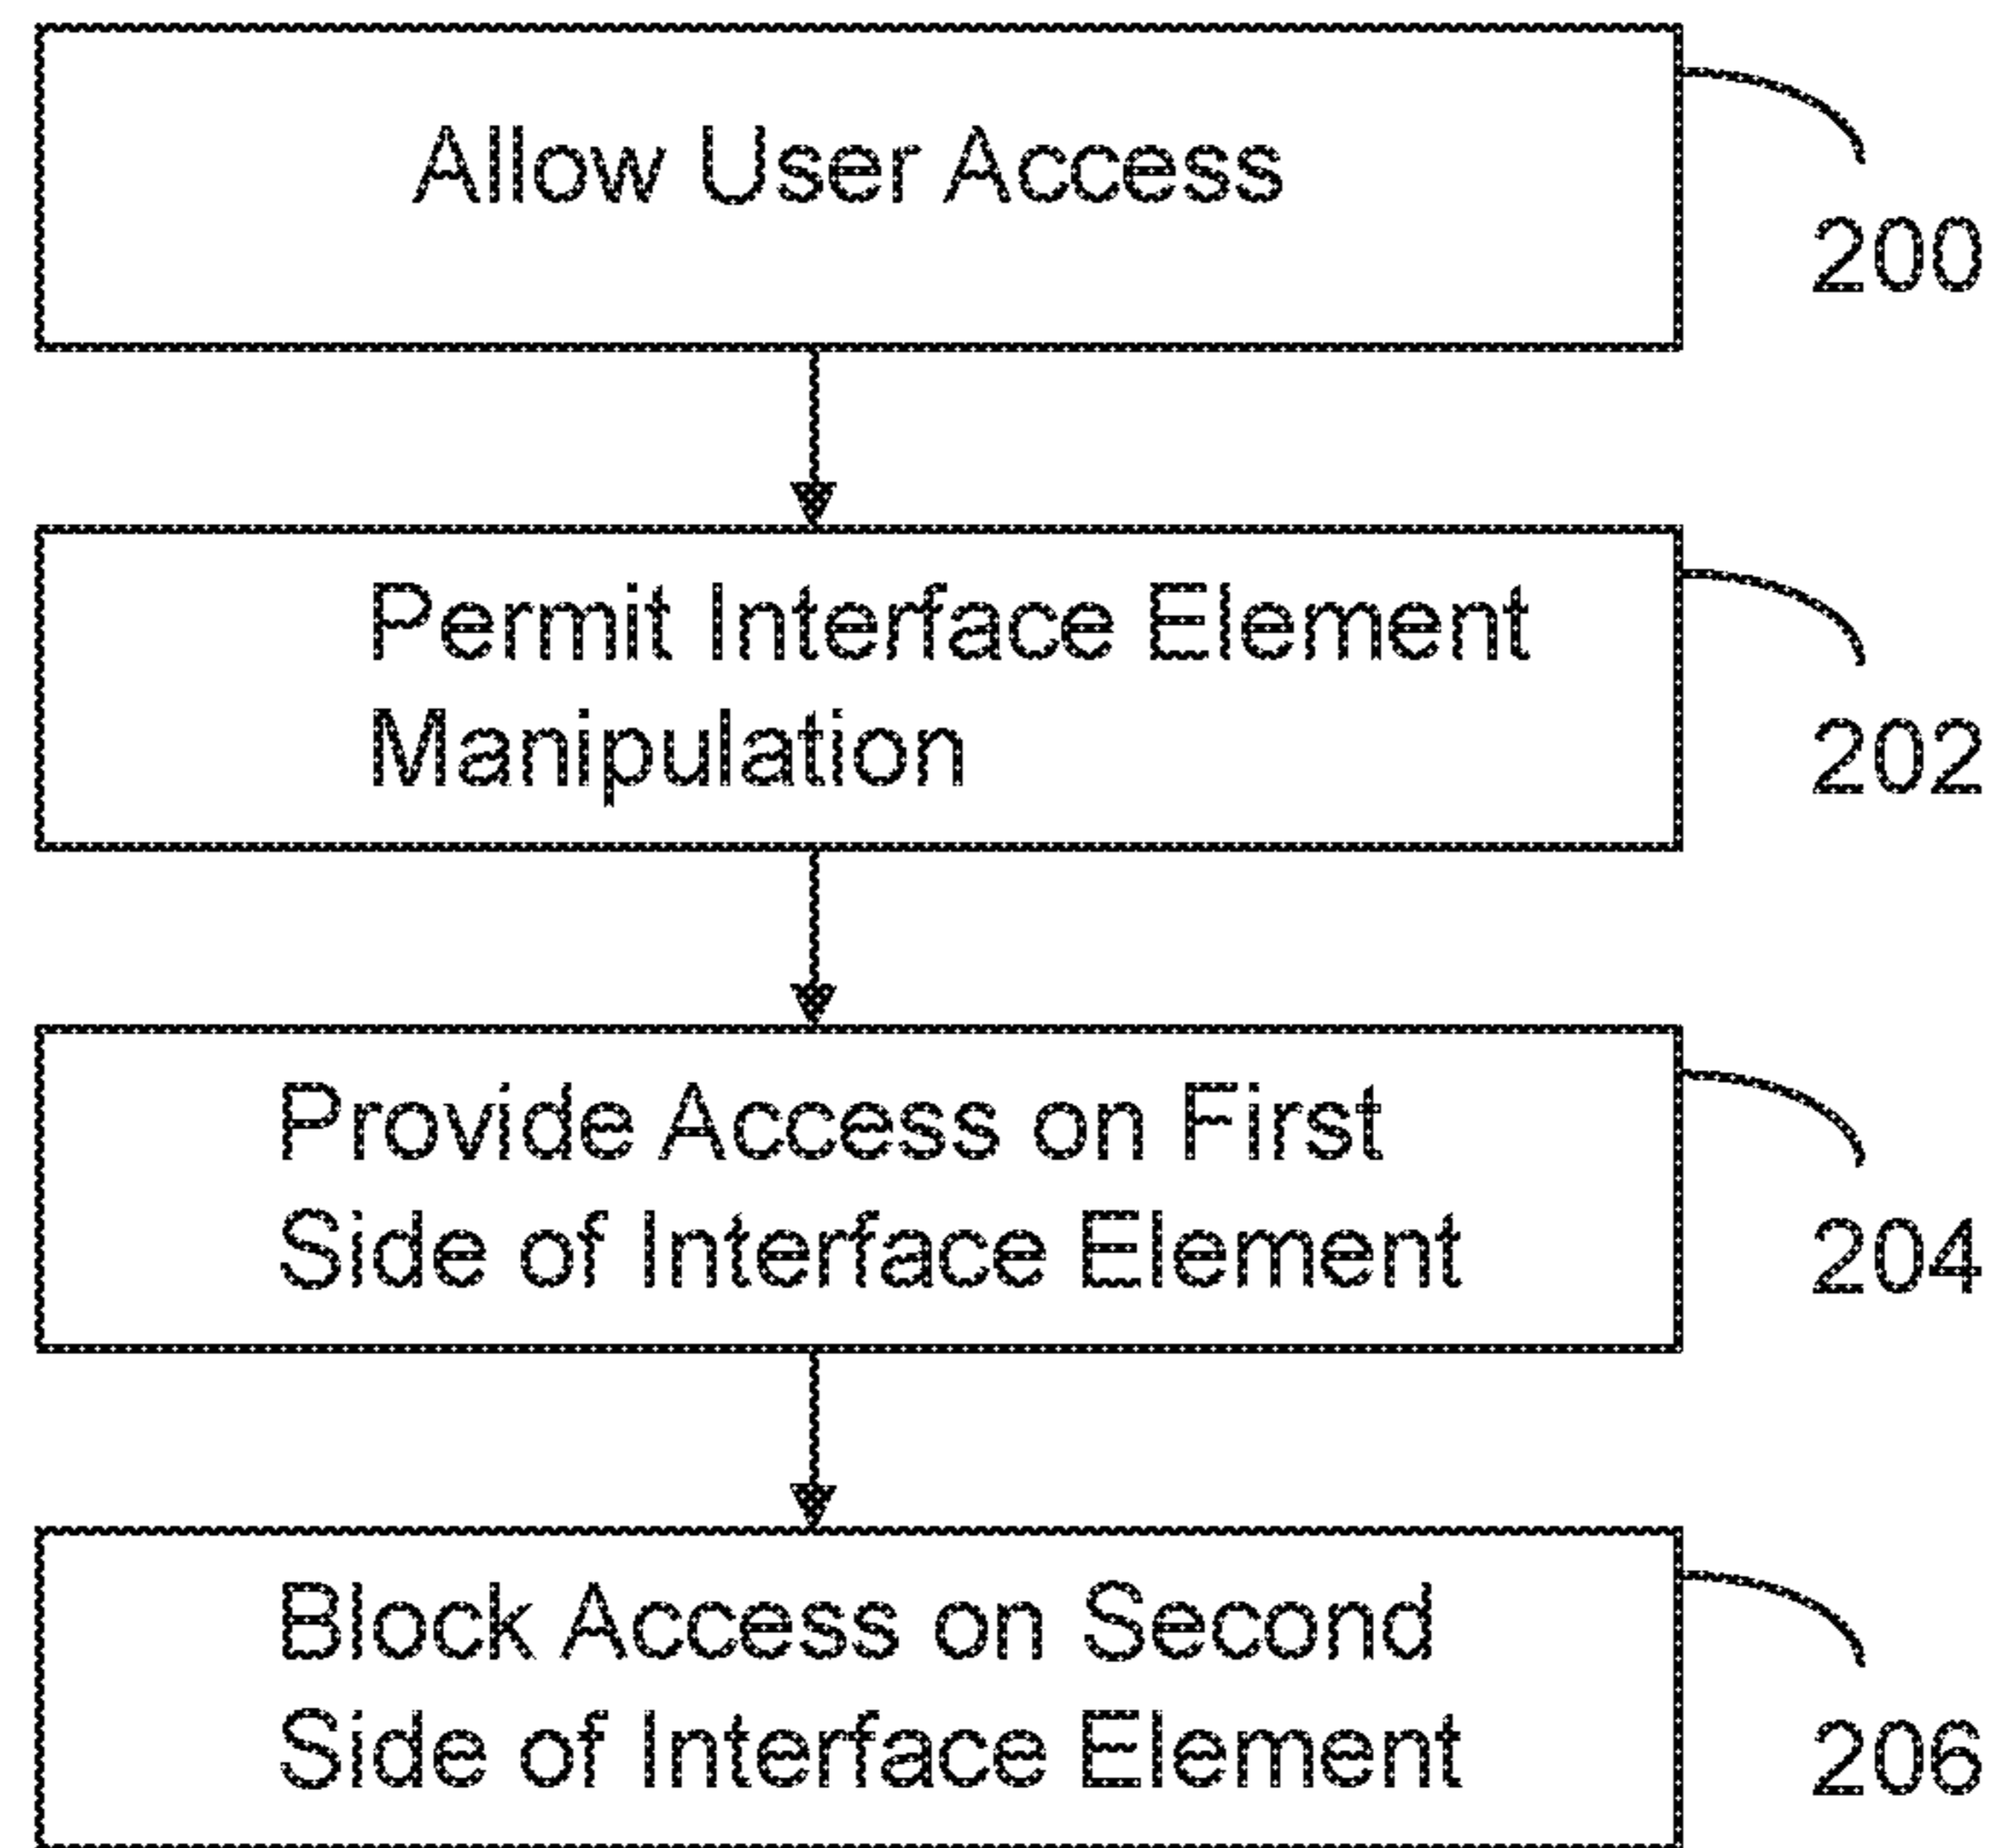 Allow User Access
200
Permit Interface Element
Manipulation
202
Provide Access on First
Side of Interface Element
204
Block Access on Second
Side of Interface Element
206